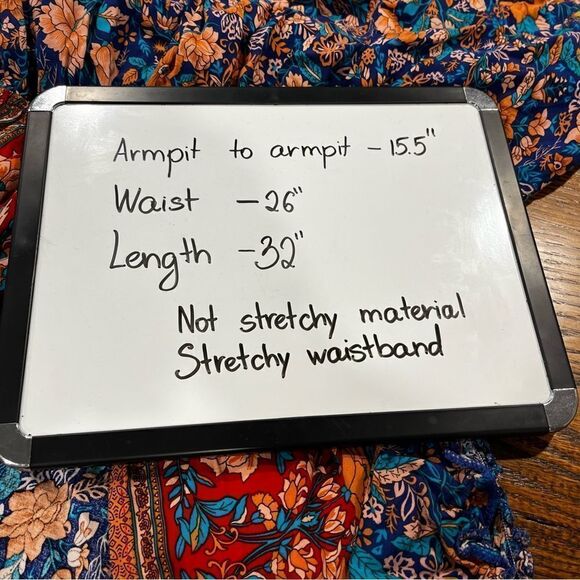 Armpit to armpit - 15.5"
Waist - 26"
Length - 32"
Not stretchy material
Stretchy waistband